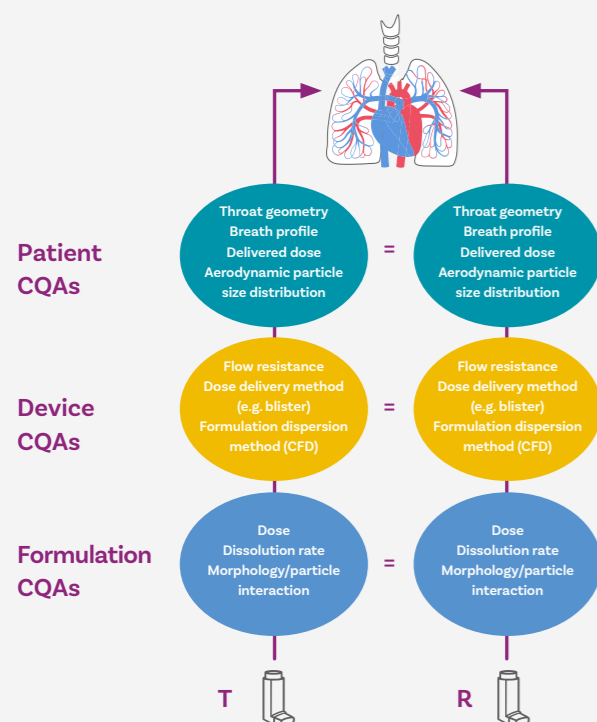 Patient
CQAs
Throat geometry
Breath profile
Delivered dose
Aerodynamic particle
size distribution
=
Throat geometry
Breath profile
Delivered dose
Aerodynamic particle
size distribution
Device
CQAs
Flow resistance
Dose delivery method
(e.g. blister)
Formulation dispersion
method (CFD)
=
Flow resistance
Dose delivery method
(e.g. blister)
Formulation dispersion
method (CFD)
Formulation
CQAs
Dose
Dissolution rate
Morphology/particle
interaction
=
Dose
Dissolution rate
Morphology/particle
interaction
T
R